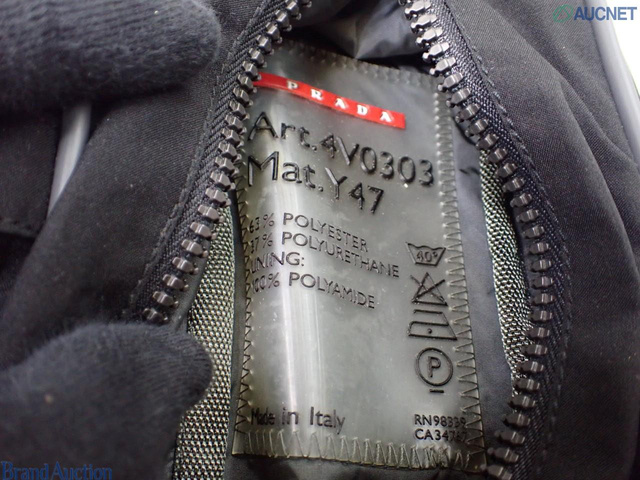 AUCNET
PRADA
Art.4V0303
Mat.Y47
63% POLYESTER
37% POLYURETHANE
LINING:
100% POLYAMIDE
40°
P
Made in Italy
RN98339
Brand Auction